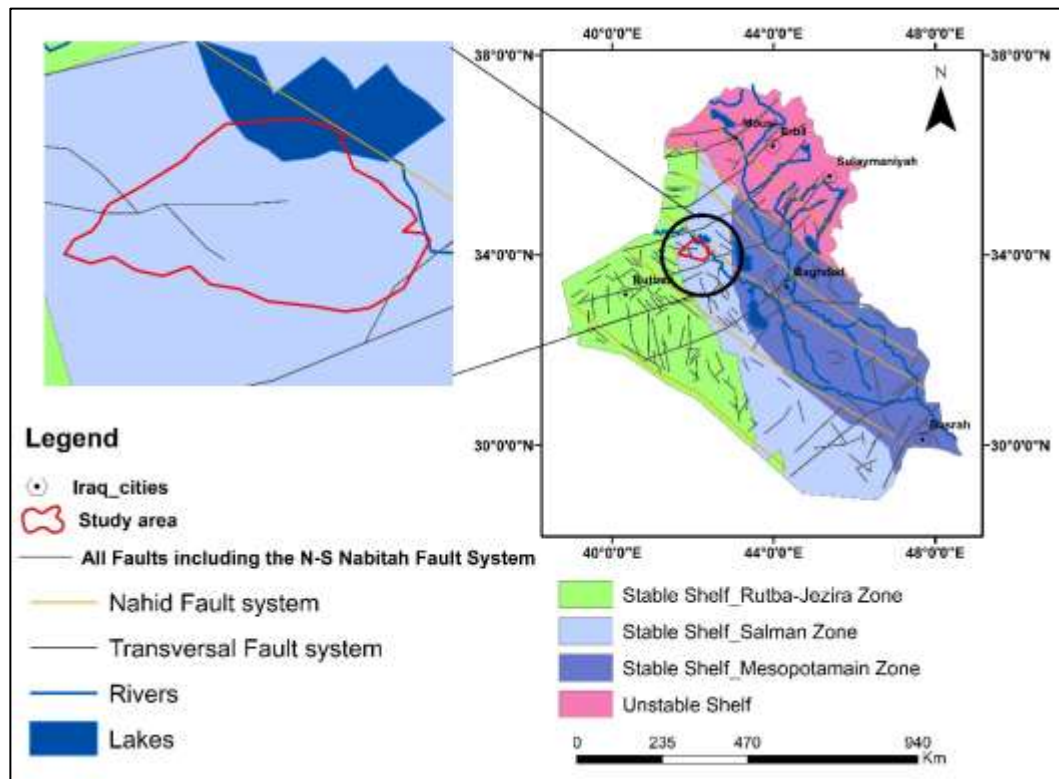 40°0'0"E 44°0'0"E 48°0'0"E
38°0'0"N 38°0'0"N
N
Mousl
Erbil
Sulaymaniyah
34°0'0"N 34°0'0"N
Baghdad
Rutba
30°0'0"N 30°0'0"N
Basrah
40°0'0"E 44°0'0"E 48°0'0"E
Legend
Iraq_cities
Study area
All Faults including the N-S Nabitah Fault System
Nahid Fault system
Transversal Fault system
Rivers
Lakes
Stable Shelf_Rutba-Jezira Zone
Stable Shelf_Salman Zone
Stable Shelf_Mesopotamain Zone
Unstable Shelf
0 235 470 940
Km